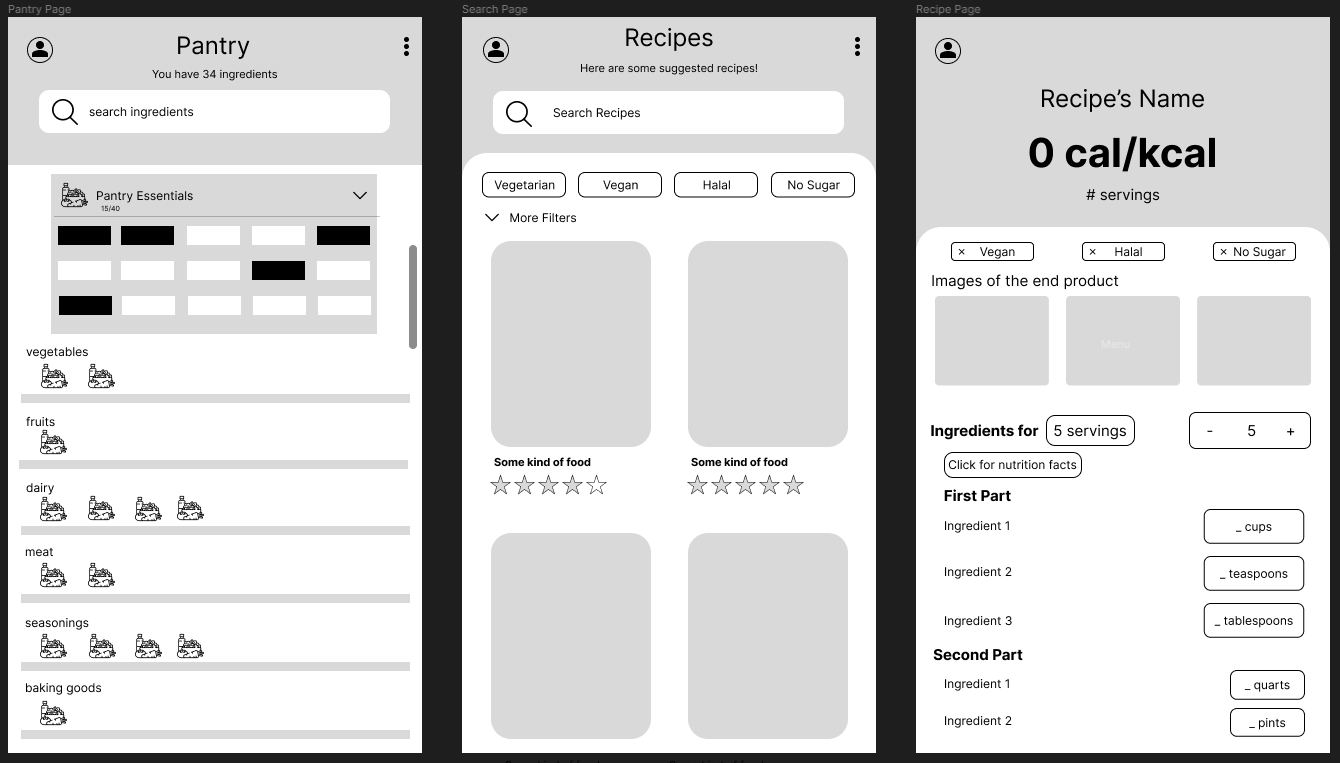 Pantry Page
Pantry
You have 34 ingredients
search ingredients
Pantry Essentials
15/40
vegetables
fruits
dairy
meat
seasonings
baking goods
Search Page
Recipes
Here are some suggested recipes!
Search Recipes
Vegetarian Vegan Halal No Sugar
More Filters
Some kind of food Some kind of food
Recipe Page
Recipe's Name
0 cal/kcal
# servings
× Vegan × Halal × No Sugar
Images of the end product
Menu
Ingredients for 5 servings - 5 +
Click for nutrition facts
First Part
Ingredient 1 _ cups
Ingredient 2 _ teaspoons
Ingredient 3 _ tablespoons
Second Part
Ingredient 1 _ quarts
Ingredient 2 _ pints